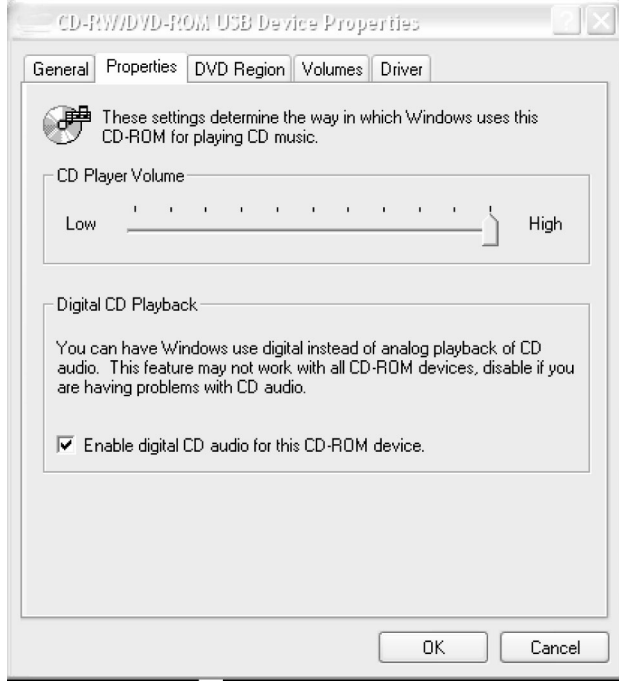 CD-RW/DVD-ROM USB Device Properties
General Properties DVD Region Volumes Driver
These settings determine the way in which Windows uses this
CD-ROM for playing CD music.
CD Player Volume
Low High
Digital CD Playback
You can have Windows use digital instead of analog playback of CD
audio. This feature may not work with all CD-ROM devices, disable if you
are having problems with CD audio.
Enable digital CD audio for this CD-ROM device.
OK Cancel